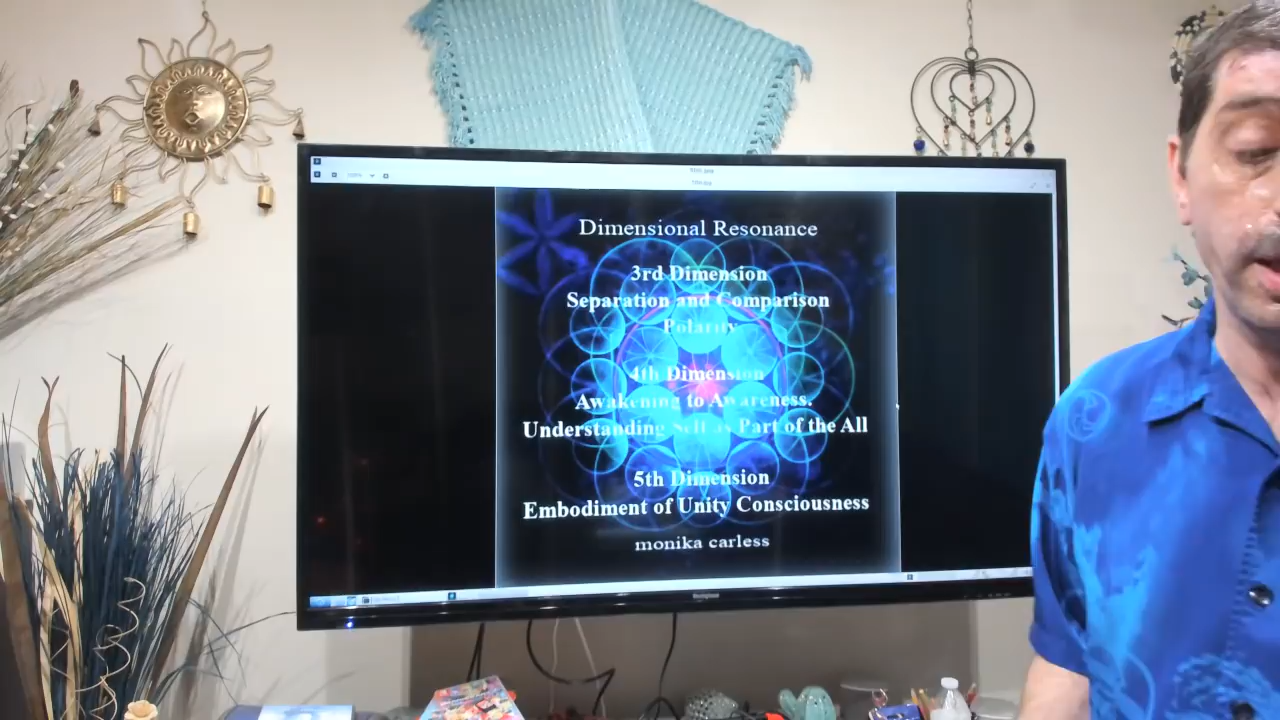 Dimensional Resonance
3rd Dimension
Separation and Comparison
Polarity
4th Dimension
Awakening to Awareness.
Understanding Self as Part of the All
5th Dimension
Embodiment of Unity Consciousness
monika carless